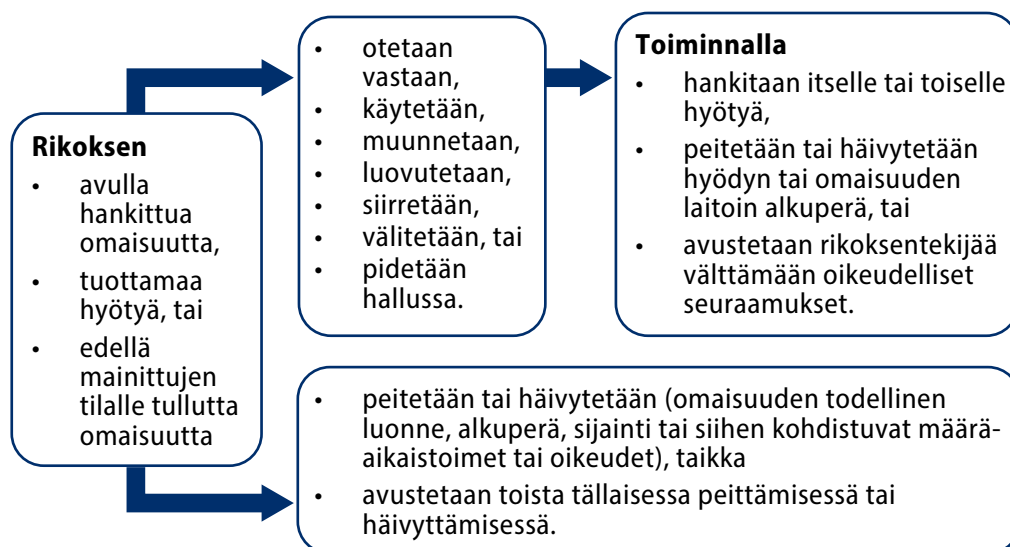 Rikoksen
• avulla
hankittua
omaisuutta,
• tuottamaa
hyötyä, tai
• edellä
mainittujen
tilalle tullutta
omaisuutta
• otetaan
vastaan,
• käytetään,
• muunnetaan,
• luovutetaan,
• siirretään,
• välitetään, tai
• pidetään
hallussa.
Toiminnalla
• hankitaan itselle tai toiselle
hyötyä,
• peitetään tai häivytetään
hyödyn tai omaisuuden
laitoin alkuperä, tai
• avustetaan rikoksentekijää
välttämään oikeudelliset
seuraamukset.
• peitetään tai häivytetään (omaisuuden todellinen
luonne, alkuperä, sijainti tai siihen kohdistuvat määrä-
aikaistoimet tai oikeudet), taikka
• avustetaan toista tällaisessa peittämisessä tai
häivyttämisessä.